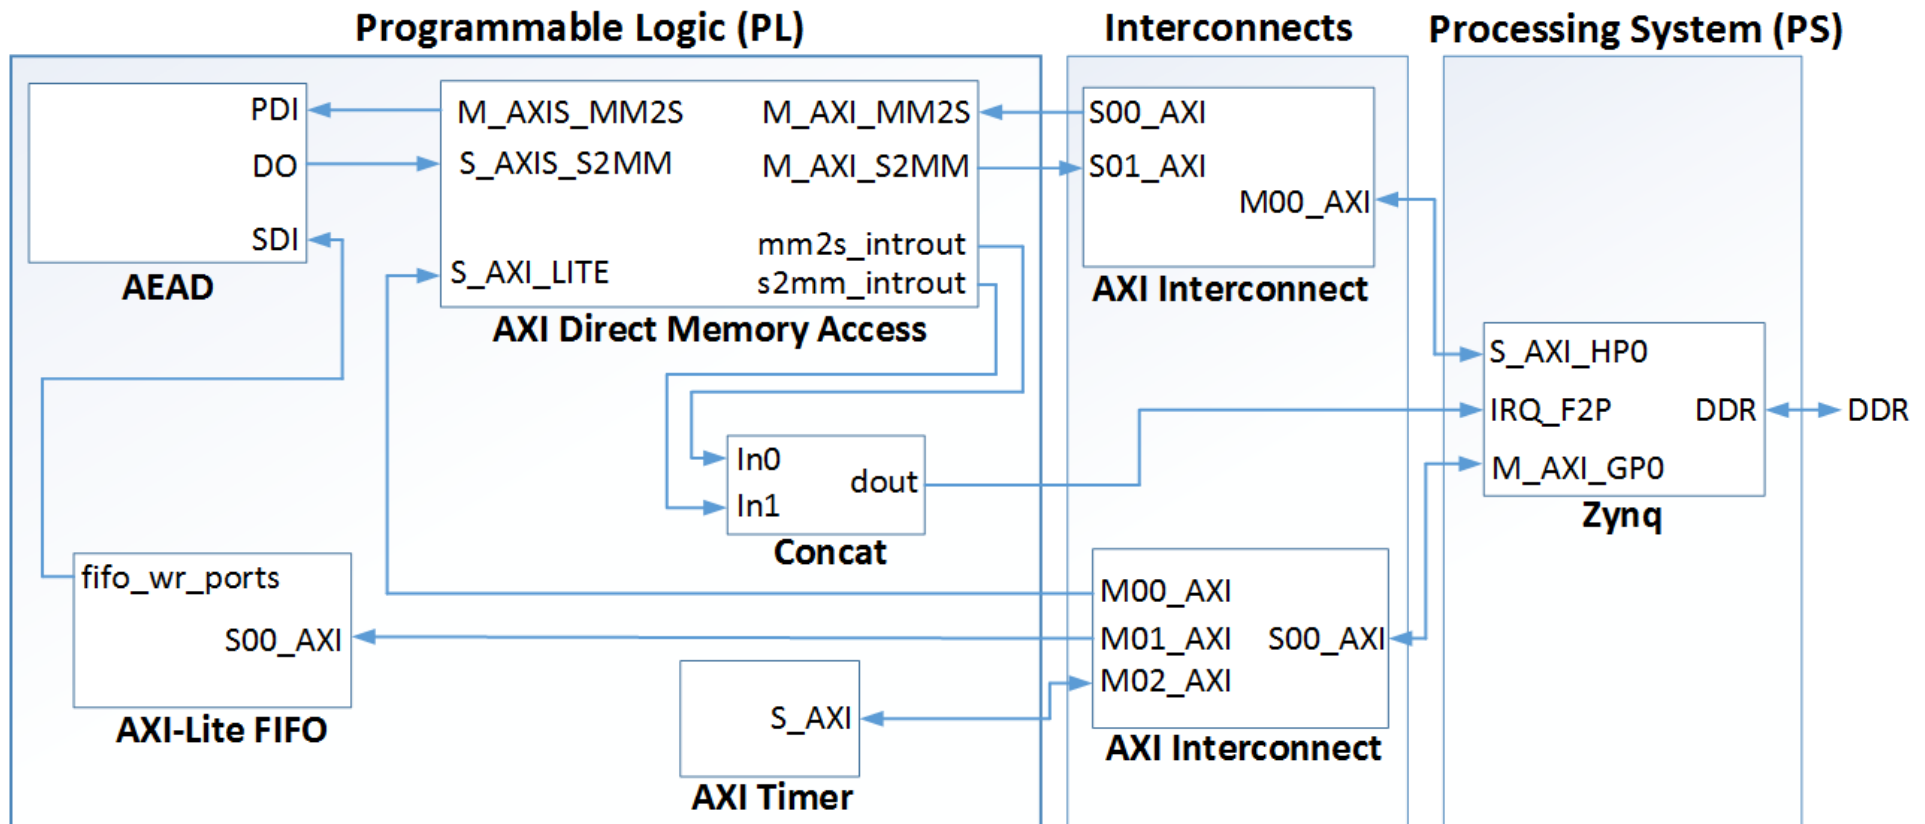 Programmable Logic (PL)
Interconnects
Processing System (PS)
PDI
DO
SDI
AEAD
M_AXIS_MM2S
M_AXI_MM2S
S_AXIS_S2MM
M_AXI_S2MM
mm2s_introut
S_AXI_LITE
s2mm_introut
AXI Direct Memory Access
S00_AXI
S01_AXI
M00_AXI
AXI Interconnect
S_AXI_HP0
IRQ_F2P
DDR
DDR
M_AXI_GP0
Zynq
In0
dout
In1
Concat
fifo_wr_ports
S00_AXI
AXI-Lite FIFO
S_AXI
AXI Timer
M00_AXI
M01_AXI
S00_AXI
M02_AXI
AXI Interconnect